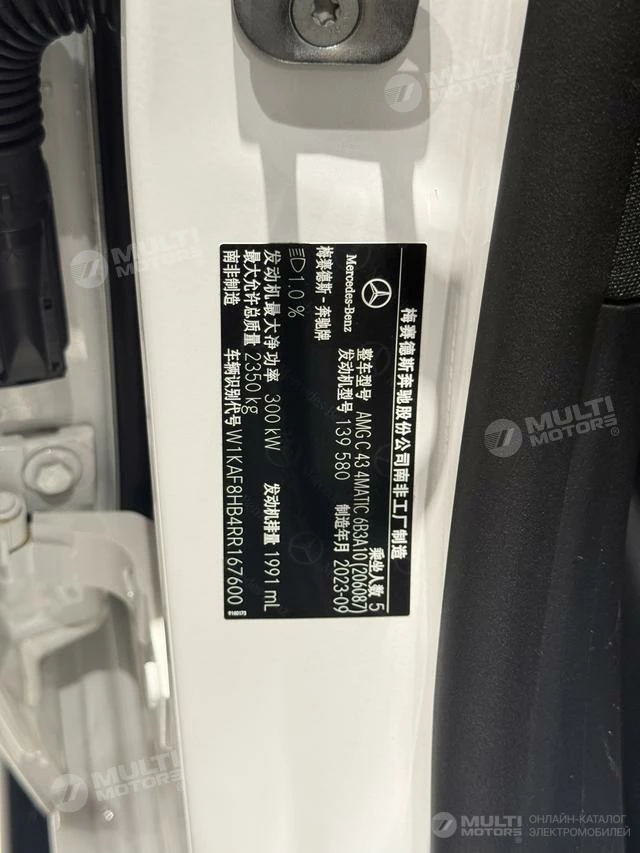 梅赛德斯奔驰股份公司南非工厂制造
Mercedes-Benz
梅赛德斯-奔驰牌
整车型号 AMG C 43 4MATIC 6B3A10(206087)
乘坐人数 5
发动机型号 139 580
制造年月 2023-09
1.0 %
发动机最大净功率 300 kW
发动机排量 1991 mL
最大允许总质量 2350 kg
南非制造
车辆识别代号 W1KAF8HB4RR167600
MULTI MOTORS®
MULTI MOTORS®
MULTI MOTORS®
MULTI MOTORS®
MULTI MOTORS®
ОНЛАЙН-КАТАЛОГ
ЭЛЕКТРОМОБИЛЕЙ